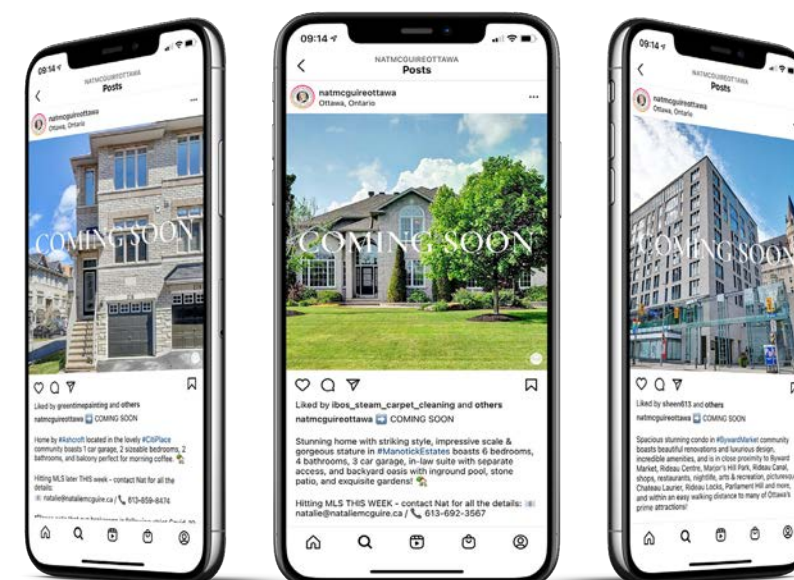 09:14
NATMCGUIREOTTAWA
Posts
natmcguireottawa
Ottawa, Ontario
COMING SOON
Liked by greentimepainting and others
natmcguireottawa ➡️ COMING SOON
Home by #Ashcroft located in the lovely #CitiPlace
community boasts 1 car garage, 2 sizeable bedrooms, 2
bathrooms, and balcony perfect for morning coffee.
Hitting MLS later THIS week - contact Nat for all the
details:
natalie@nataliemcguire.ca / 613-859-8474
09:14
NATMCGUIREOTTAWA
Posts
natmcguireottawa
Ottawa, Ontario
COMING SOON
Liked by ibos_steam_carpet_cleaning and others
natmcguireottawa ➡️ COMING SOON
Stunning home with striking style, impressive scale &
gorgeous stature in #ManotickEstates boasts 6 bedrooms,
4 bathrooms, 3 car garage, in-law suite with separate
access, and backyard oasis with inground pool, stone
patio, and exquisite gardens!
Hitting MLS THIS WEEK - contact Nat for all the details:
natalie@nataliemcguire.ca / 613-692-3567
09:14
NATMCGUIREOTTAWA
Posts
natmcguireottawa
Ottawa, Ontario
COMING SOON
Liked by sheen613 and others
natmcguireottawa ➡️ COMING SOON
Spacious stunning condo in #BywardMarket community
boasts beautiful renovations and luxurious design,
incredible amenities, and is in close proximity to Byward
Market, Rideau Centre, Marjor's Hill Park, Rideau Canal,
shops, restaurants, nightlife, arts & recreation, picturesque
Chateau Laurier, Rideau Locks, Parliament Hill and more,
and within an easy walking distance to many of Ottawa's
prime attractions!